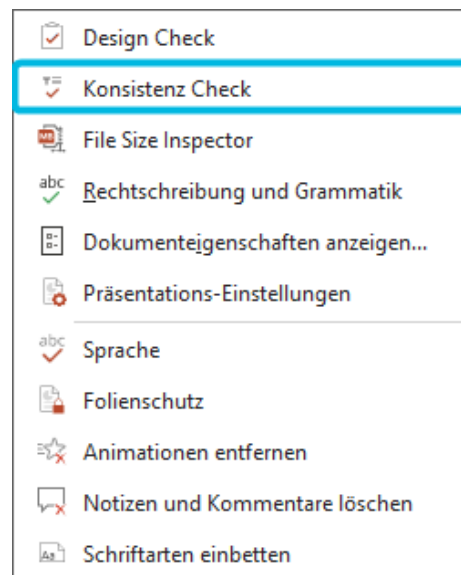 Design Check
Konsistenz Check
File Size Inspector
Rechtschreibung und Grammatik
Dokumenteigenschaften anzeigen...
Präsentations-Einstellungen
Sprache
Folienschutz
Animationen entfernen
Notizen und Kommentare löschen
Schriftarten einbetten